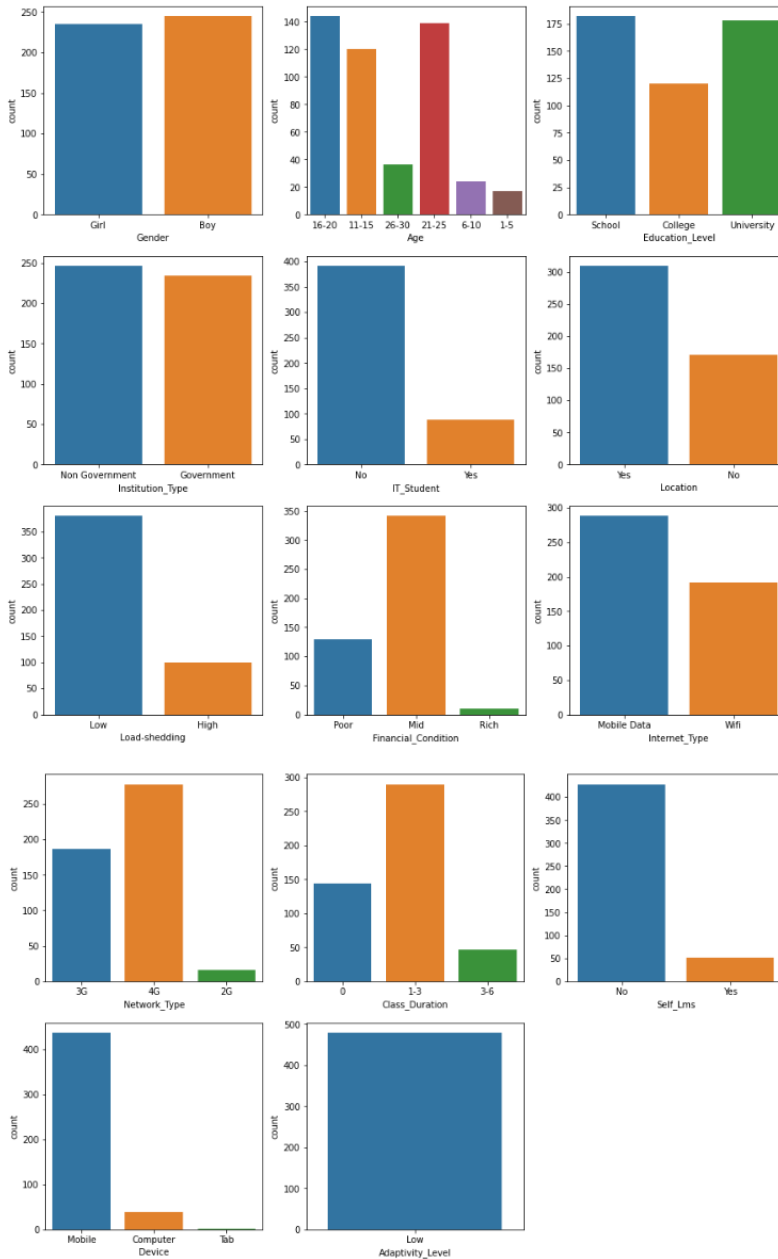 count
250
200
150
100
50
0
Girl Boy
Gender
count
140
120
100
80
60
40
20
0
16-20 11-15 26-30 21-25 6-10 1-5
Age
count
175
150
125
100
75
50
25
0
School College University
Education_Level
count
250
200
150
100
50
0
Non Government Government
Institution_Type
count
400
350
300
250
200
150
100
50
0
No Yes
IT_Student
count
300
250
200
150
100
50
0
Yes No
Location
count
350
300
250
200
150
100
50
0
Low High
Load-shedding
count
350
300
250
200
150
100
50
0
Poor Mid Rich
Financial_Condition
count
300
250
200
150
100
50
0
Mobile Data Wifi
Internet_Type
count
250
200
150
100
50
0
3G 4G 2G
Network_Type
count
300
250
200
150
100
50
0
0 1-3 3-6
Class_Duration
count
400
350
300
250
200
150
100
50
0
No Yes
Self_Lms
count
400
300
200
100
0
Mobile Computer Tab
Device
count
500
400
300
200
100
0
Low
Adaptivity_Level